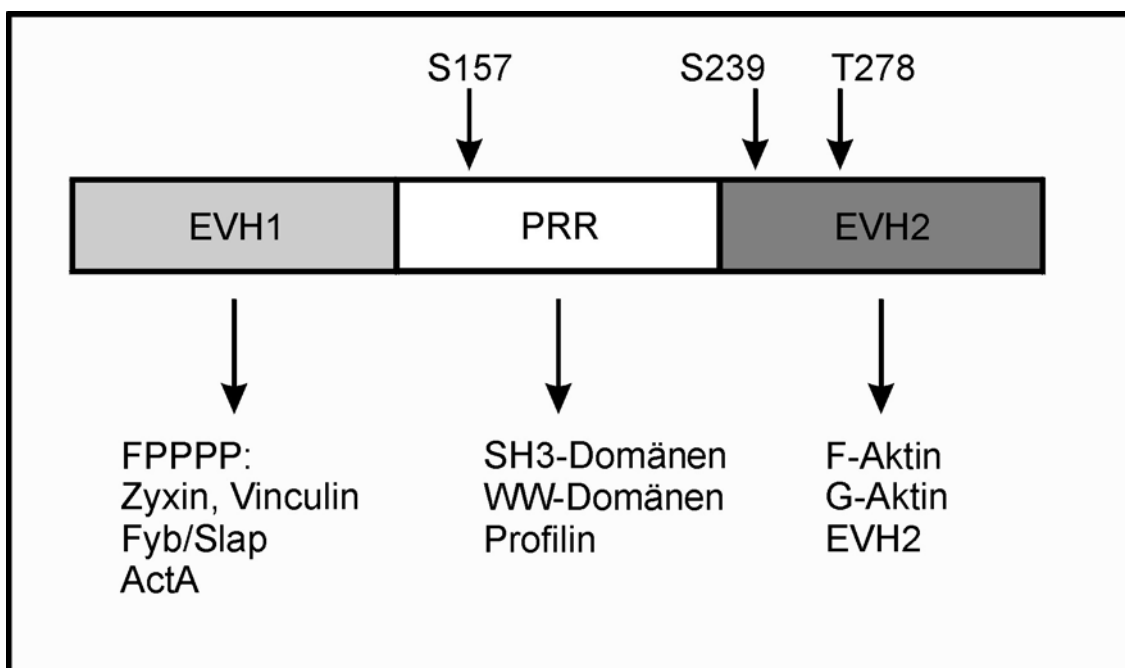 S157 S239 T278
EVH1 PRR EVH2
FPPPP:
Zyxin, Vinculin
Fyb/Slap
ActA
SH3-Domänen
WW-Domänen
Profilin
F-Aktin
G-Aktin
EVH2